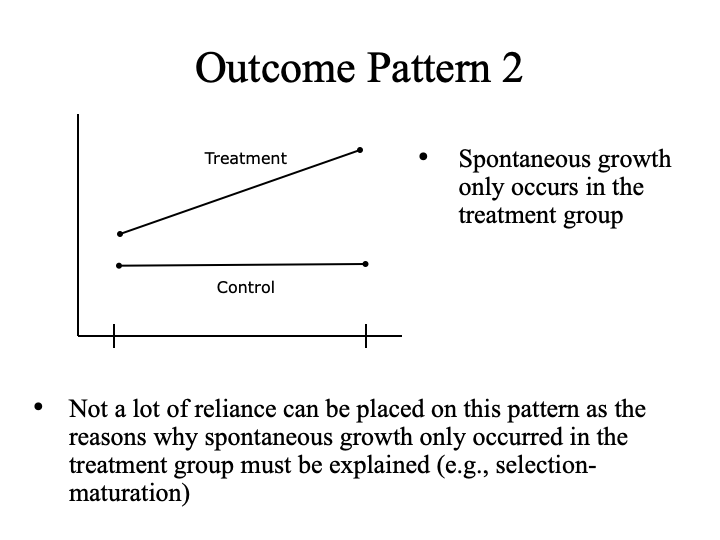 Outcome Pattern 2
Treatment
Control
• Spontaneous growth
only occurs in the
treatment group
• Not a lot of reliance can be placed on this pattern as the
reasons why spontaneous growth only occurred in the
treatment group must be explained (e.g., selection-
maturation)